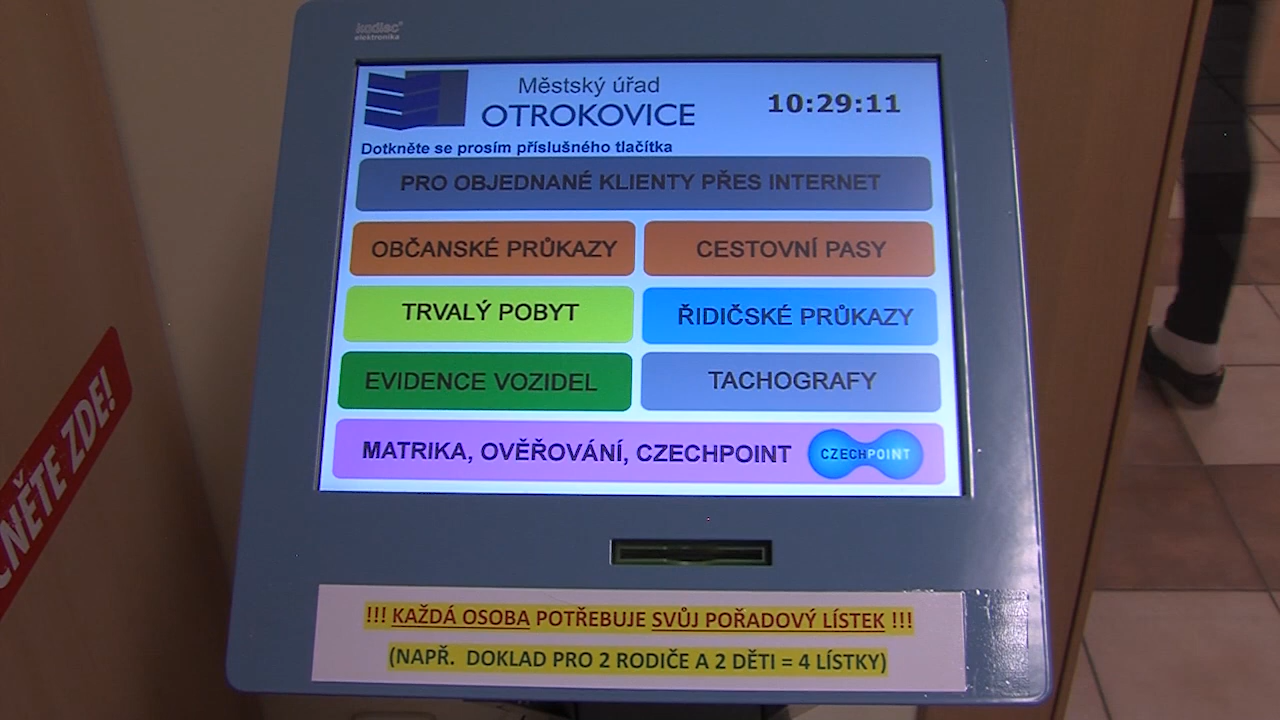 kadlec
elektronika
Městský úřad
OTROKOVICE
10:29:11
Dotkněte se prosím příslušného tlačítka
PRO OBJEDNANÉ KLIENTY PŘES INTERNET
OBČANSKÉ PRŮKAZY
CESTOVNÍ PASY
TRVALÝ POBYT
ŘIDIČSKÉ PRŮKAZY
EVIDENCE VOZIDEL
TACHOGRAFY
MATRIKA, OVĚŘOVÁNÍ, CZECHPOINT
CZECHPOINT
!!! KAŽDÁ OSOBA POTŘEBUJE SVŮJ POŘADOVÝ LÍSTEK !!!
(NAPŘ. DOKLAD PRO 2 RODIČE A 2 DĚTI = 4 LÍSTKY)
ZDE!